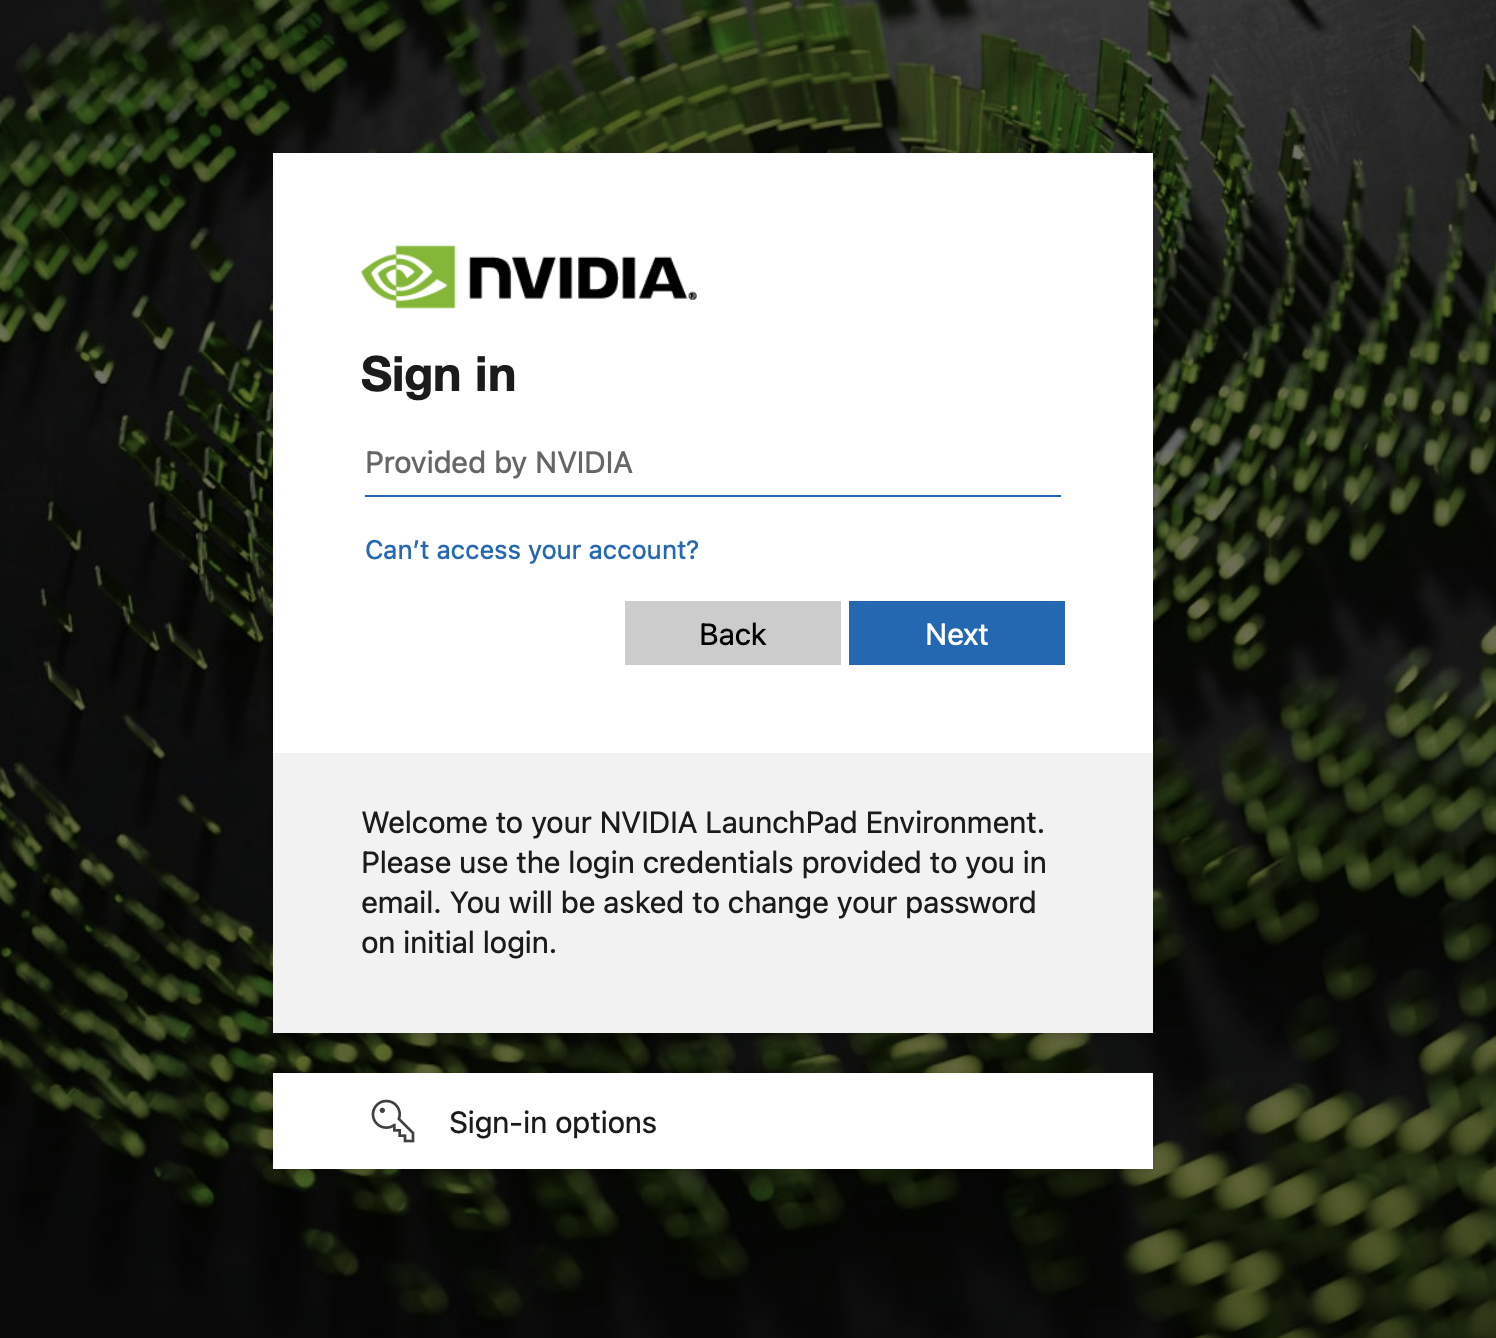 NVIDIA.
Sign in
Provided by NVIDIA
Can't access your account?
Back
Next
Welcome to your NVIDIA LaunchPad Environment.
Please use the login credentials provided to you in
email. You will be asked to change your password
on initial login.
Sign-in options